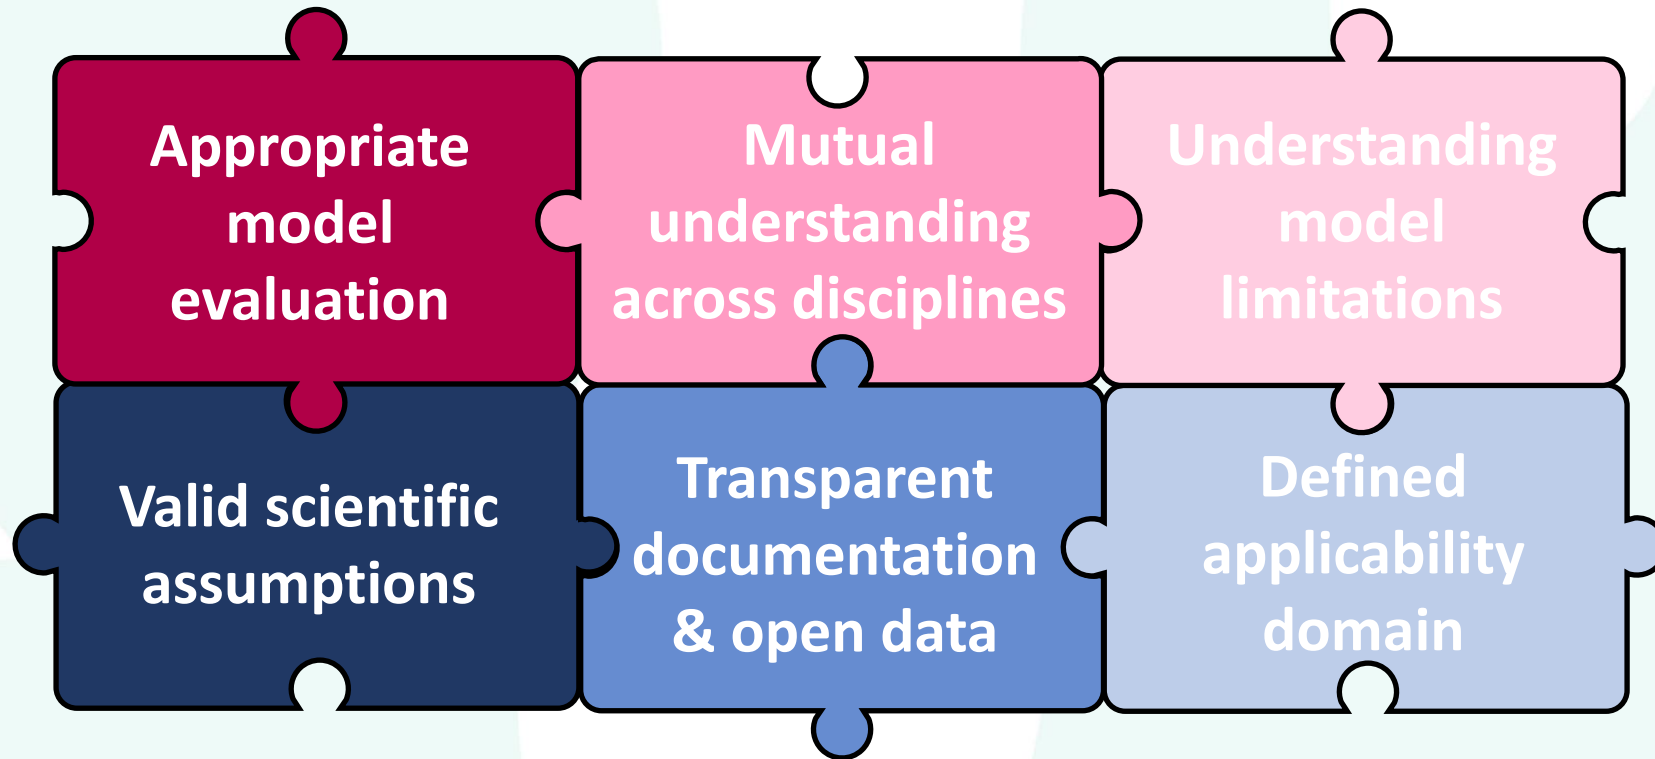 Appropriate
model
evaluation
Mutual
understanding
across disciplines
Understanding
model
limitations
Valid scientific
assumptions
Transparent
documentation
& open data
Defined
applicability
domain